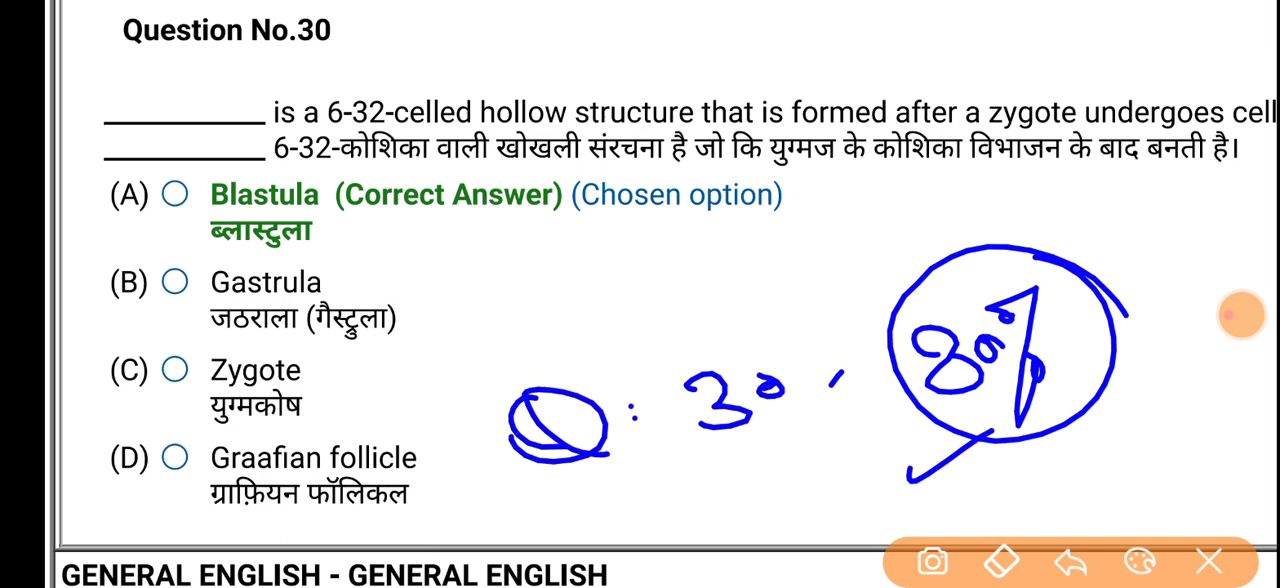 Question No.30
__________ is a 6-32-celled hollow structure that is formed after a zygote undergoes cell
__________ 6-32-कोशिका वाली खोखली संरचना है जो कि युग्मज के कोशिका विभाजन के बाद बनती है।
(A) Blastula (Correct Answer) (Chosen option)
ब्लास्टुला
(B) Gastrula
जठराला (गैस्ट्रुला)
(C) Zygote
युग्मकोष
(D) Graafian follicle
ग्राफ़ियन फॉलिकल
Q: 30, 80%
GENERAL ENGLISH - GENERAL ENGLISH